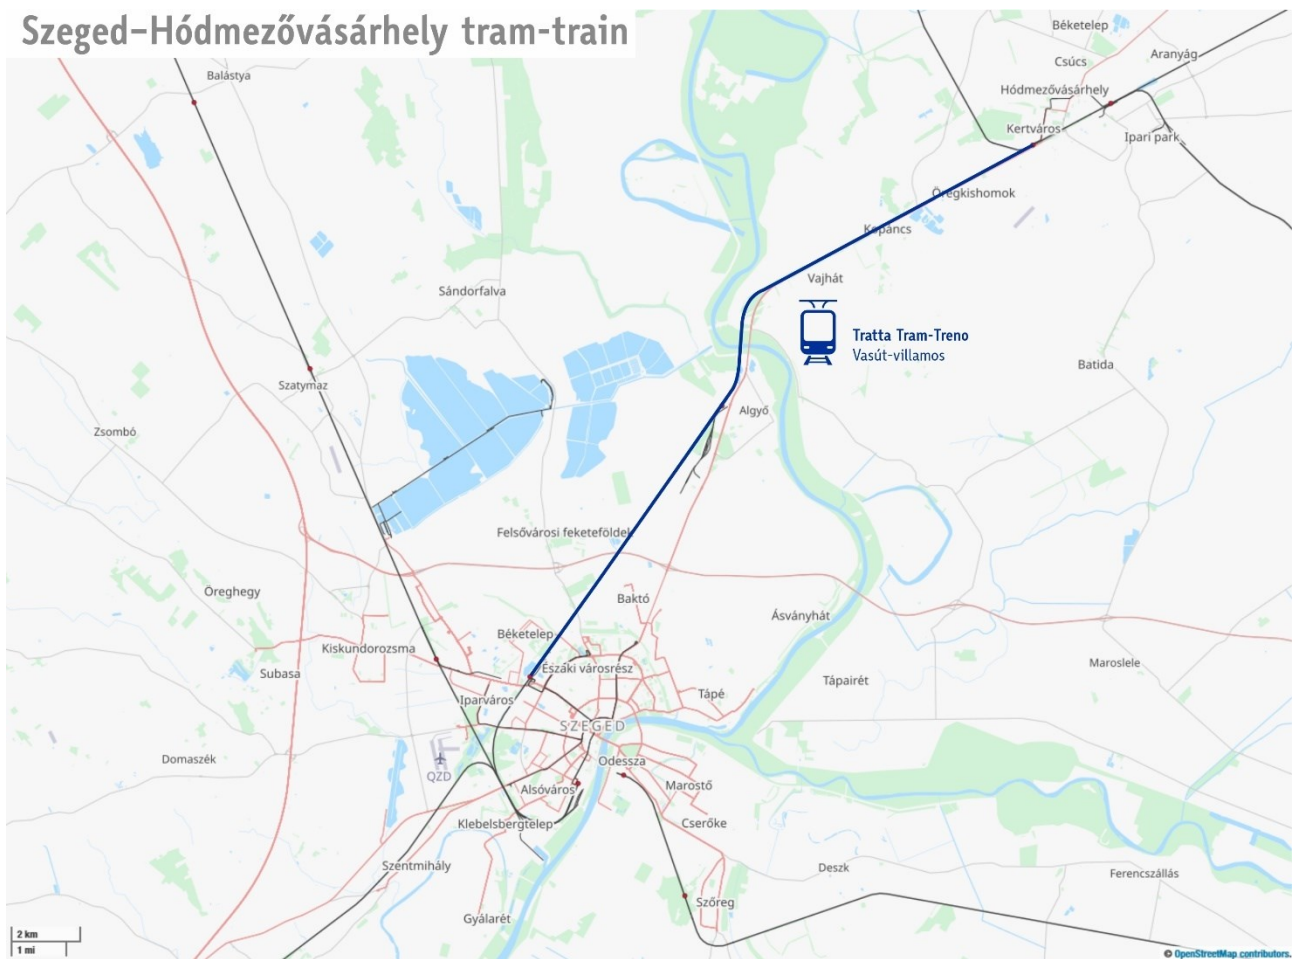 Szeged–Hódmezővásárhely tram-train
Béketelep
Aranyág
Csúcs
Balástya
Hódmezővásárhely
Kertváros
Ipari park
Öregkishomok
Kopáncs
Vajhát
Sándorfalva
Tratta Tram-Treno
Vasút-villamos
Batida
Szatymaz
Algyő
Zsombó
Felsővárosi feketeföldek
Öreghegy
Baktó
Ásványhát
Béketelep
Kiskundorozsma
Maroslele
Északi városrész
Subasa
Tápairét
Tápé
Iparváros
SZEGED
Domaszék
Odessza
QZD
Marostő
Alsóváros
Klebelsbergtelep
Cserőke
Szentmihály
Deszk
Ferencszállás
Szőreg
Gyálarét
2 km
1 mi
© OpenStreetMap contributors.